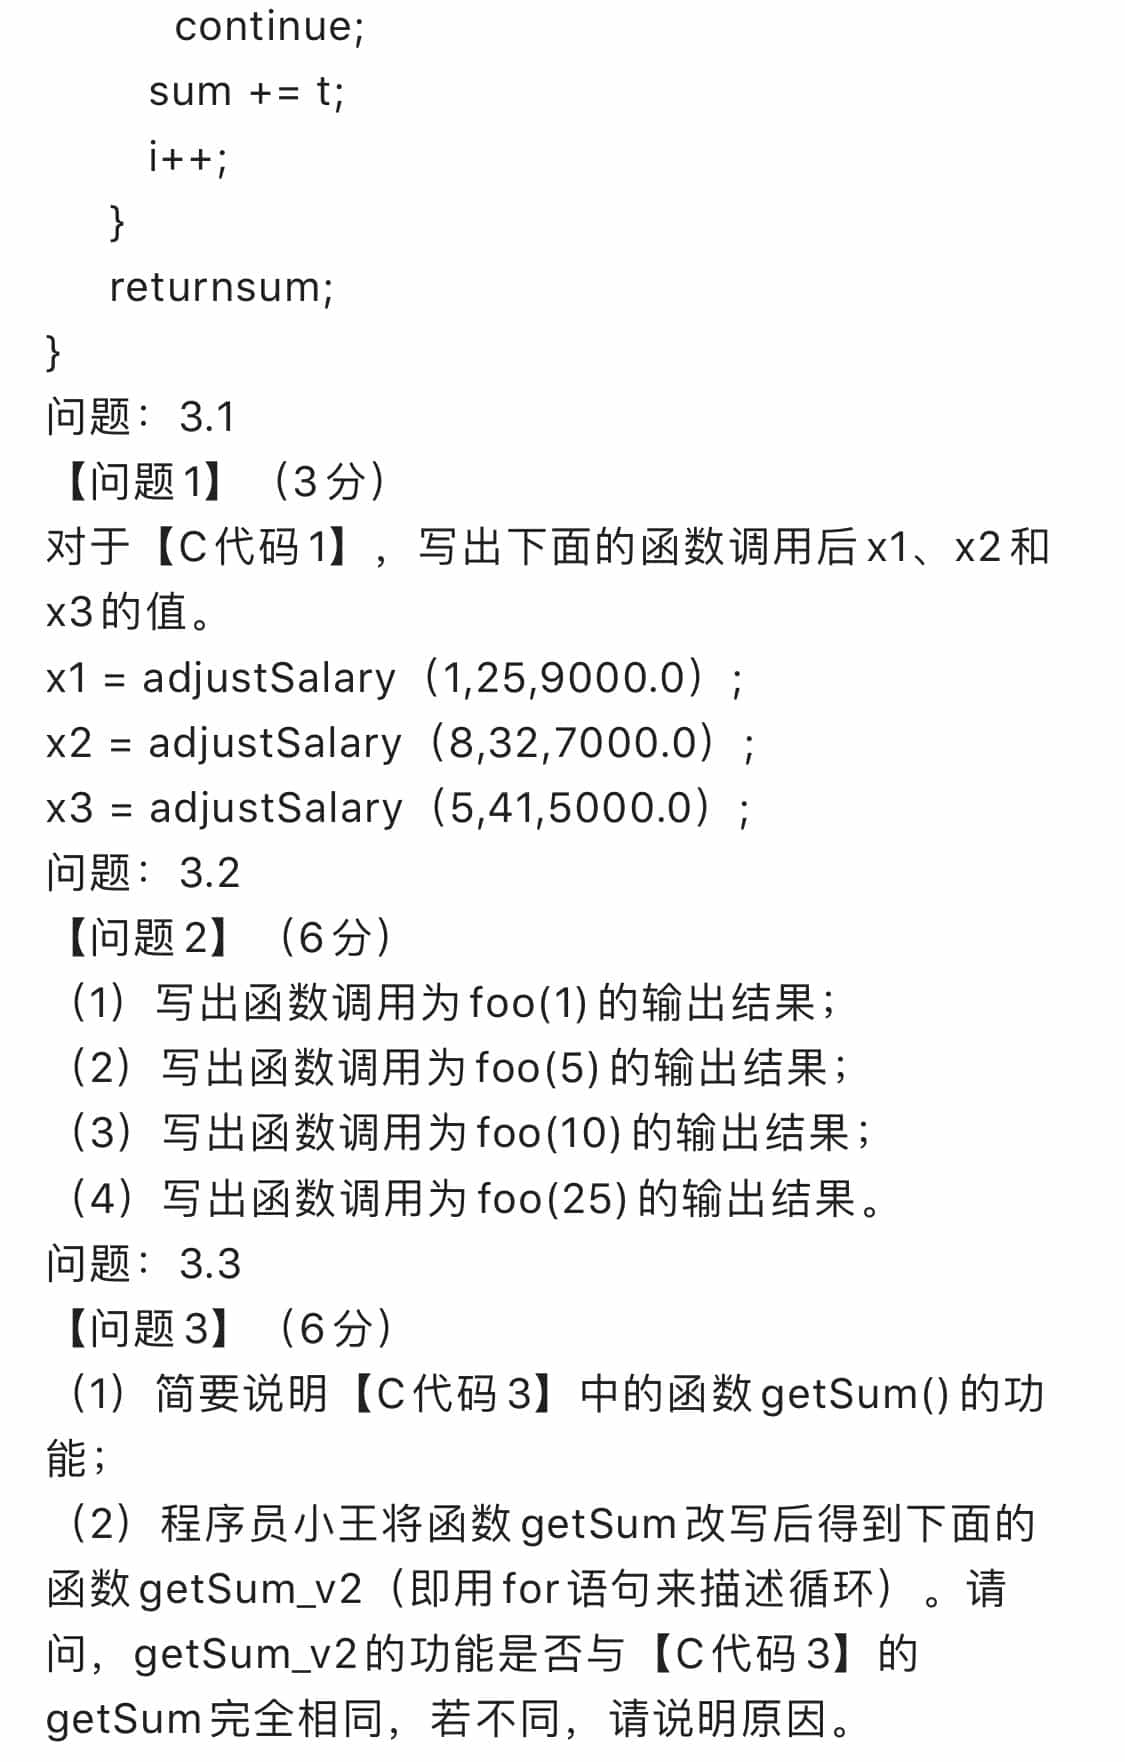 continue;
sum += t;
i++;
}
returnsum;
}
问题：3.1
【问题1】（3分）
对于【C代码1】，写出下面的函数调用后x1、x2和
x3的值。
x1 = adjustSalary（1,25,9000.0）;
x2 = adjustSalary（8,32,7000.0）;
x3 = adjustSalary（5,41,5000.0）;
问题：3.2
【问题2】（6分）
（1）写出函数调用为foo(1)的输出结果；
（2）写出函数调用为foo(5)的输出结果；
（3）写出函数调用为foo(10)的输出结果；
（4）写出函数调用为foo(25)的输出结果。
问题：3.3
【问题3】（6分）
（1）简要说明【C代码3】中的函数getSum()的功
能；
（2）程序员小王将函数getSum改写后得到下面的
函数getSum_v2（即用for语句来描述循环）。请
问，getSum_v2的功能是否与【C代码3】的
getSum完全相同，若不同，请说明原因。